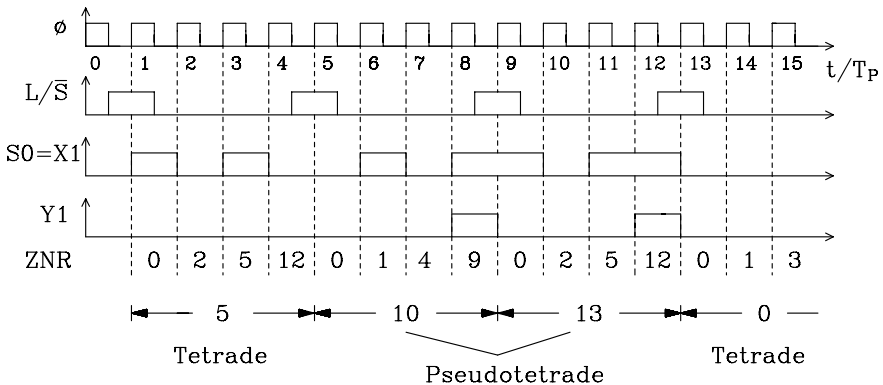 ø
0 1 2 3 4 5 6 7 8 9 10 11 12 13 14 15 t/T_P
L/S̅
S0=X1
Y1
ZNR 0 2 5 12 0 1 4 9 0 2 5 12 0 1 3
5 10 13 0
Tetrade Tetrade
Pseudotetrade